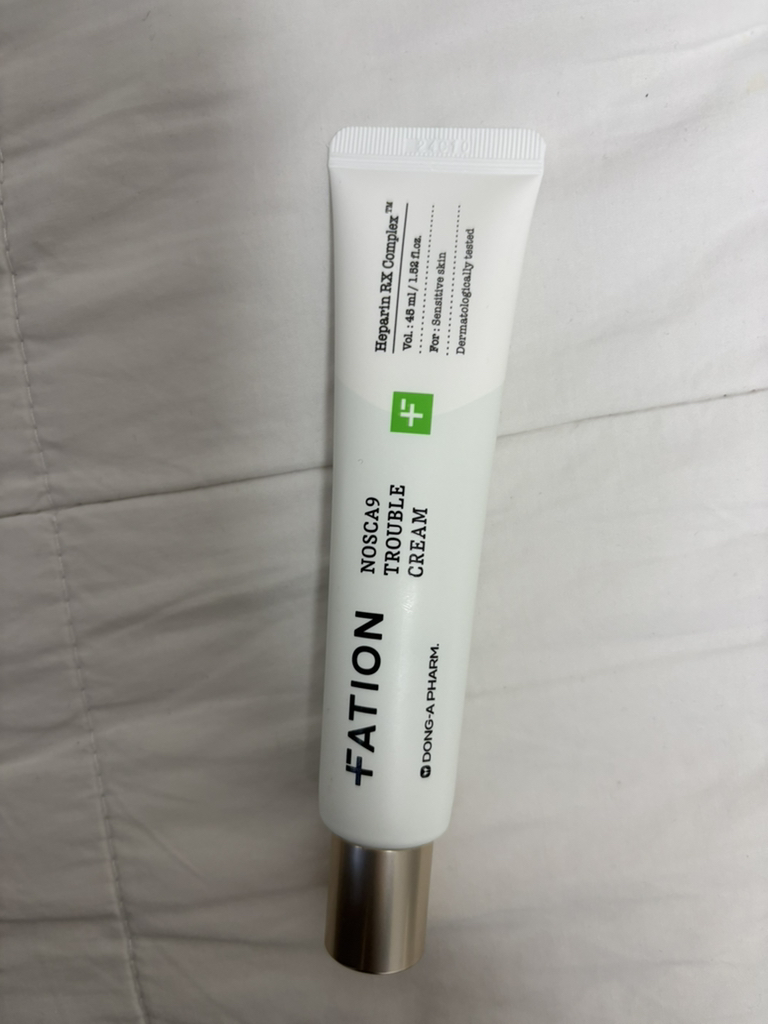 FATION
NOSCA9
TROUBLE
CREAM
DONG-A PHARM.
Heparin RX Complex™
Vol.: 45 ml / 1.52 fl.oz.
For : Sensitive skin
Dermatologically tested